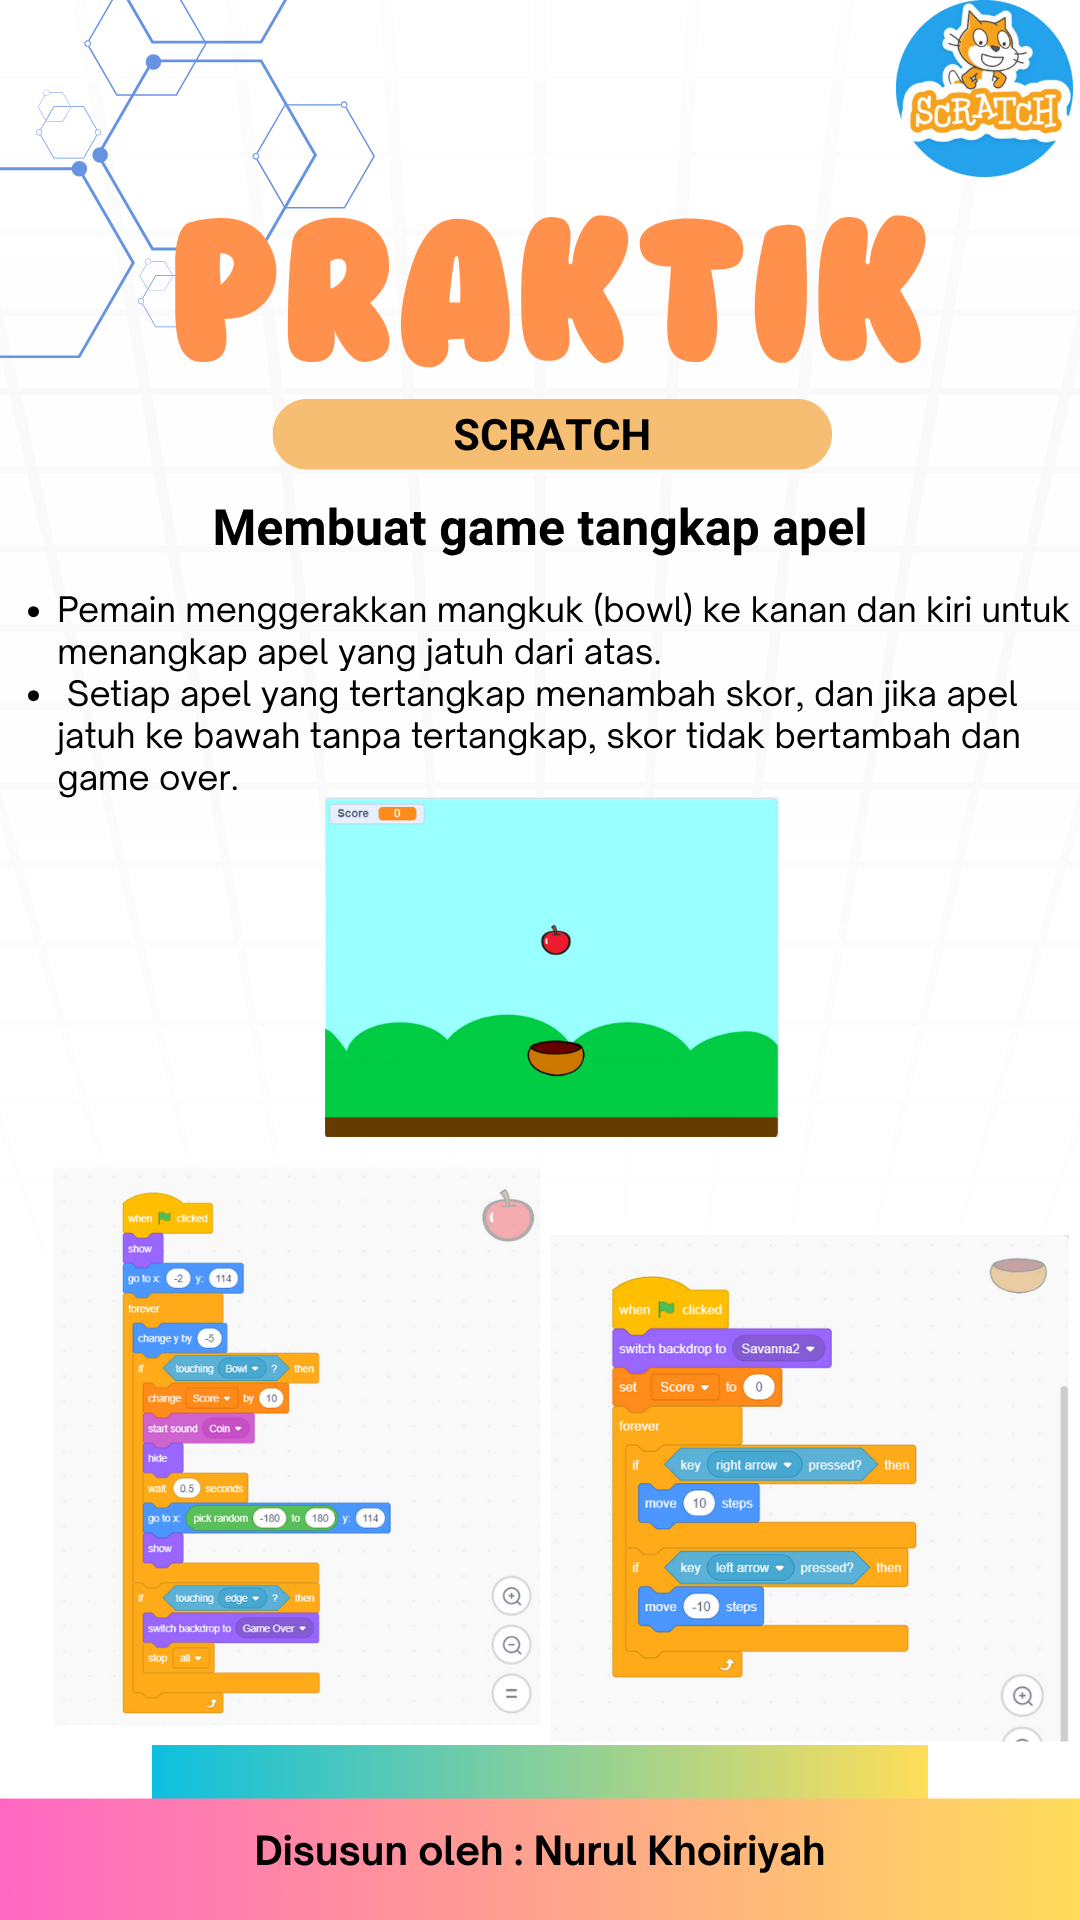 SCRATCH
PRAKTIK
SCRATCH
Membuat game tangkap apel
• Pemain menggerakkan mangkuk (bowl) ke kanan dan kiri untuk
menangkap apel yang jatuh dari atas.
• Setiap apel yang tertangkap menambah skor, dan jika apel
jatuh ke bawah tanpa tertangkap, skor tidak bertambah dan
game over.
Score 0
when clicked
show
go to x: -2 y: 114
forever
change y by -5
if touching Bowl ? then
change Score by 10
start sound Coin
hide
wait 0.5 seconds
go to x: pick random -180 to 180 y: 114
show
if touching edge ? then
switch backdrop to Game Over
stop all
when clicked
switch backdrop to Savanna2
set Score to 0
forever
if key right arrow pressed? then
move 10 steps
if key left arrow pressed? then
move -10 steps
Disusun oleh : Nurul Khoiriyah